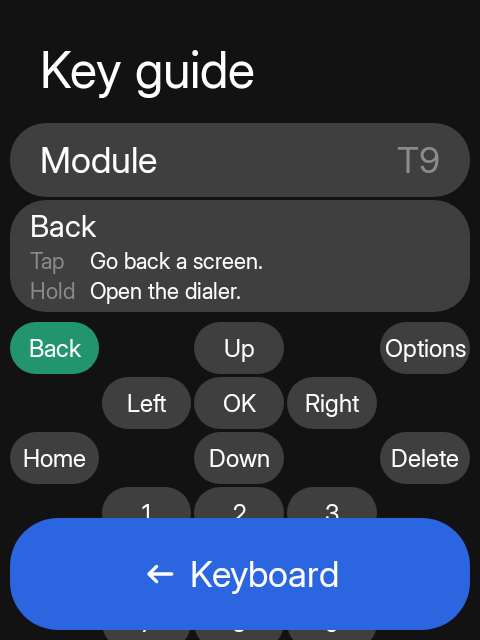 Key guide
Module T9
Back
Tap Go back a screen.
Hold Open the dialer.
Back Up Options
Left OK Right
Home Down Delete
1 2 3
← Keyboard